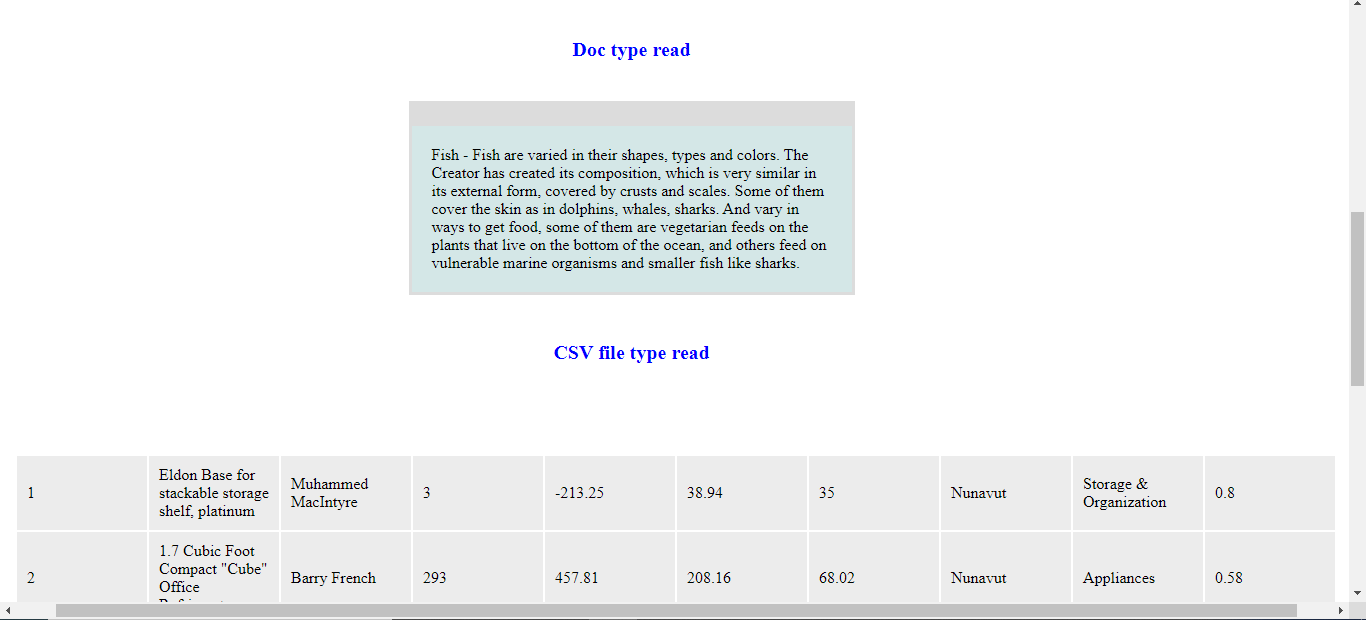 Doc type read
Fish - Fish are varied in their shapes, types and colors. The
Creator has created its composition, which is very similar in
its external form, covered by crusts and scales. Some of them
cover the skin as in dolphins, whales, sharks. And vary in
ways to get food, some of them are vegetarian feeds on the
plants that live on the bottom of the ocean, and others feed on
vulnerable marine organisms and smaller fish like sharks.
CSV file type read
1
Eldon Base for
stackable storage
shelf, platinum
Muhammed
MacIntyre
3
-213.25
38.94
35
Nunavut
Storage &
Organization
0.8
2
1.7 Cubic Foot
Compact "Cube"
Office
Barry French
293
457.81
208.16
68.02
Nunavut
Appliances
0.58